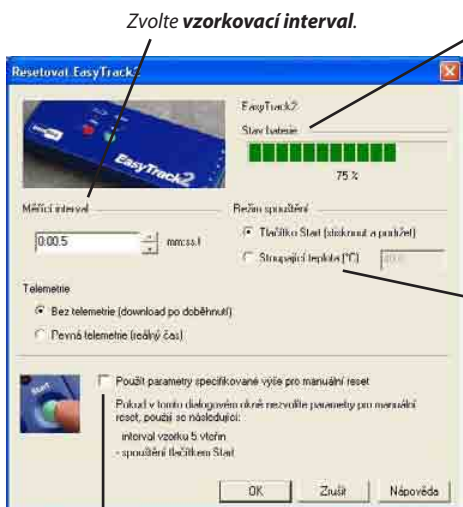 Zvolte vzorkovací interval.
Resetovat EasyTrack2
EasyTrack2
EasyTrack2
Stav baterie
75 %
Měřící interval
0:00.5 mm:ss.t
Režim spouštění
Tlačítko Start (stisknout a podržet)
Stoupající teplota (°C)
Telemetrie
Bez telemetrie (download po doběhnutí)
Pevná telemetrie (reálný čas)
Start
Použít parametry specifikované výše pro manuální reset
Pokud v tomto dialogovém okně nezvolíte parametry pro manuální
reset, použijí se následující:
- interval vzorku 5 vteřin
- spouštění tlačítkem Start
OK Zrušit Nápověda